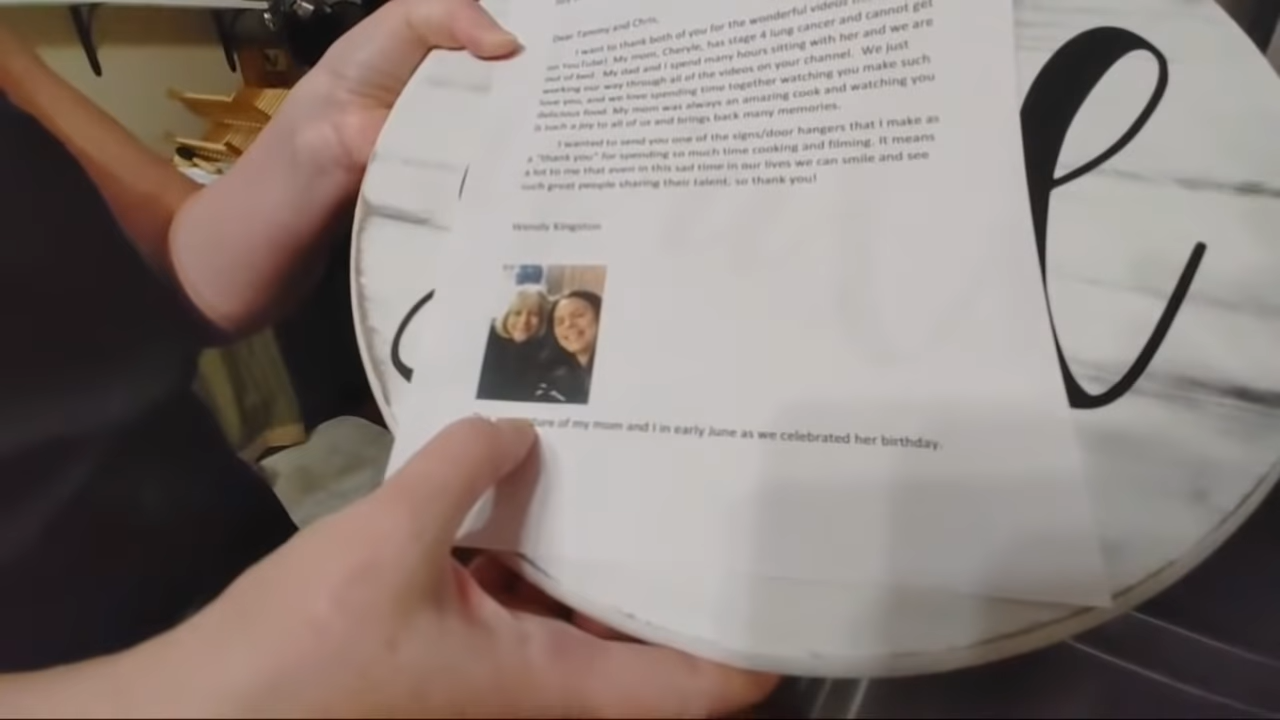 Dear Tammy and Chris,
I want to thank both of you for the wonderful videos
on YouTube! My mom, Cheryle, has stage 4 lung cancer and cannot get
out of bed. My dad and I spend many hours sitting with her and we are
working our way through all of the videos on your channel. We just
love you, and we love spending time together watching you make such
delicious food. My mom was always an amazing cook and watching you
is such a joy to all of us and brings back many memories.
I wanted to send you one of the signs/door hangers that I make as
a "thank you" for spending so much time cooking and filming. It means
a lot to me that even in this sad time in our lives we can smile and see
such great people sharing their talent, so thank you!
Wendy Kingston
of my mom and I in early June as we celebrated her birthday.
e